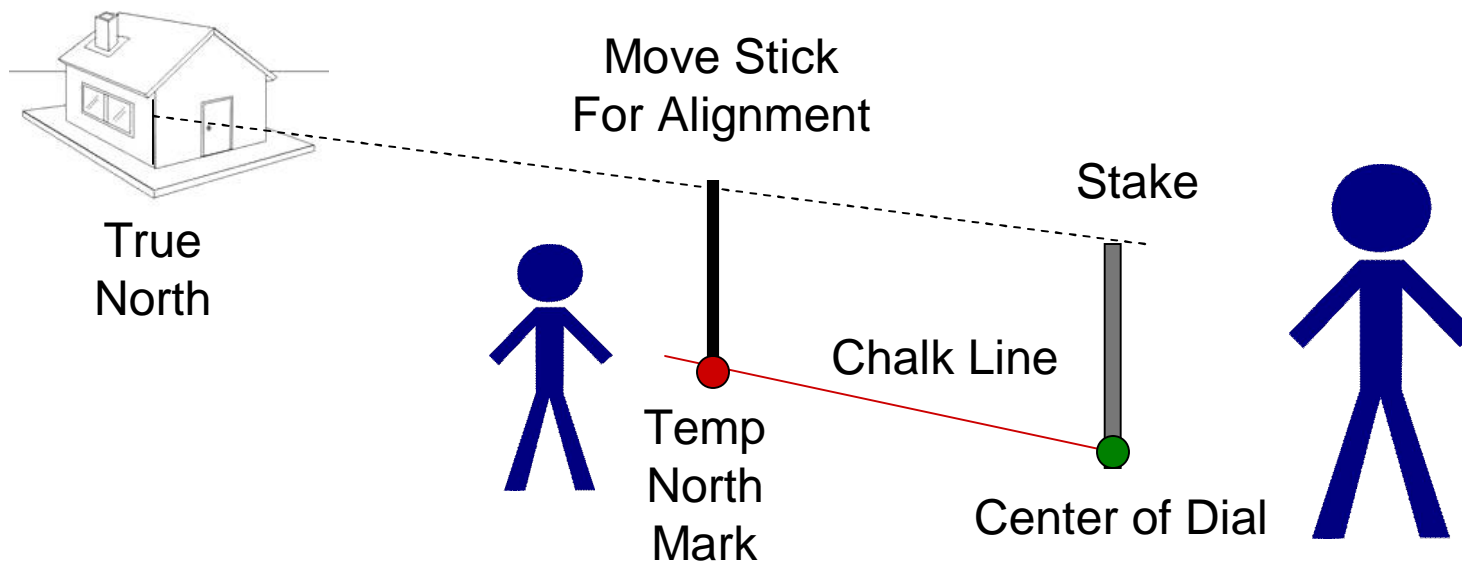 Move Stick
For Alignment
Stake
True
North
Chalk Line
Temp
North
Mark
Center of Dial